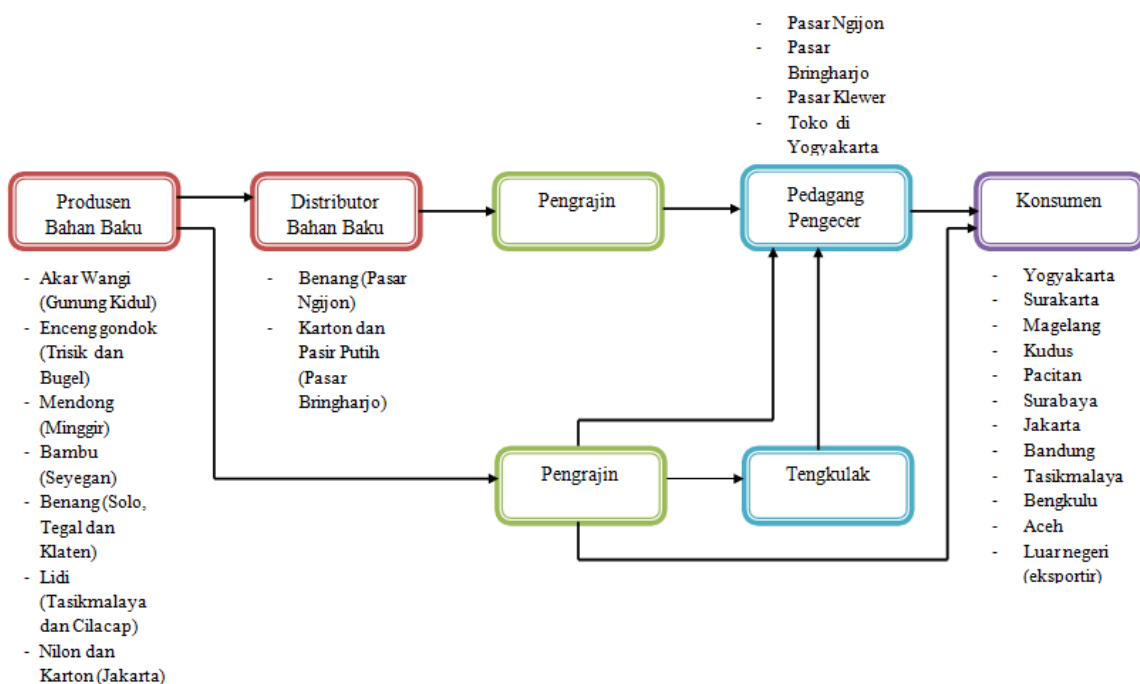 - Pasar Ngijon
- Pasar
Bringharjo
- Pasar Klewer
- Toko di
Yogyakarta
Produsen
Bahan Baku
Distributor
Bahan Baku
Pengrajin
Pedagang
Pengecer
Konsumen
- Akar Wangi
(Gunung Kidul)
- Enceng gondok
(Trisik dan
Bugel)
- Mendong
(Minggir)
- Bambu
(Seyegan)
- Benang (Solo,
Tegal dan
Klaten)
- Lidi
(Tasikmalaya
dan Cilacap)
- Nilon dan
Karton (Jakarta)
- Benang (Pasar
Ngijon)
- Karton dan
Pasir Putih
(Pasar
Bringharjo)
Pengrajin
Tengkulak
- Yogyakarta
- Surakarta
- Magelang
- Kudus
- Pacitan
- Surabaya
- Jakarta
- Bandung
- Tasikmalaya
- Bengkulu
- Aceh
- Luar negeri
(eksportir)